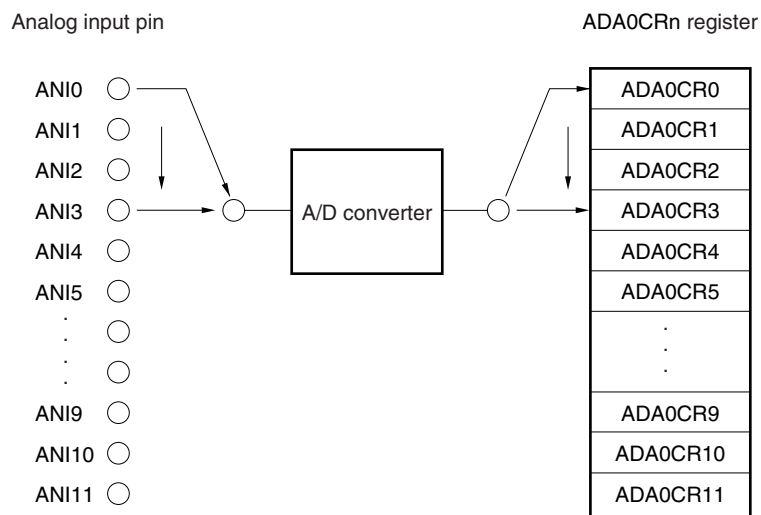 Analog input pin
ADA0CRn register
ANI0
ANI1
ANI2
ANI3
ANI4
ANI5
.
.
.
.
ANI9
ANI10
ANI11
A/D converter
ADA0CR0
ADA0CR1
ADA0CR2
ADA0CR3
ADA0CR4
ADA0CR5
.
.
.
ADA0CR9
ADA0CR10
ADA0CR11